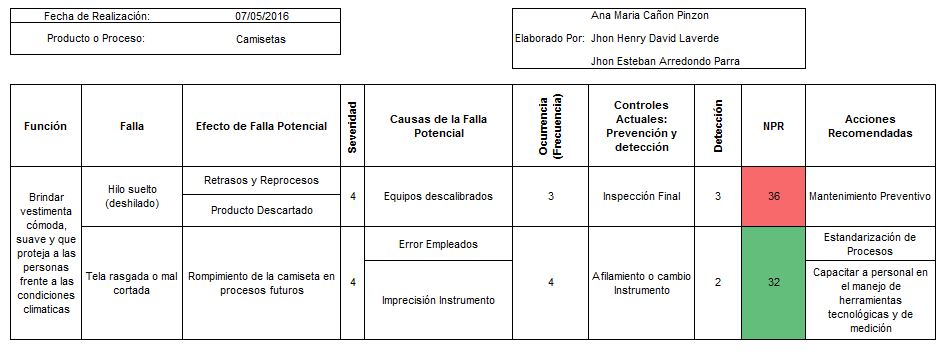 Fecha de Realización: 07/05/2016
Producto o Proceso: Camisetas
Ana Maria Cañon Pinzon
Elaborado Por: Jhon Henry David Laverde
Jhon Esteban Arredondo Parra
Función
Falla
Efecto de Falla Potencial
Severidad
Causas de la Falla
Potencial
Ocurrencia
(Frecuencia)
Controles
Actuales:
Prevención y
detección
Detección
NPR
Acciones
Recomendadas
Brindar
vestimenta
cómoda,
suave y que
proteja a las
personas
frente a las
condiciones
climaticas
Hilo suelto
(deshilado)
Retrasos y Reprocesos
Producto Descartado
4
Equipos descalibrados
3
Inspección Final
3
36
Mantenimiento Preventivo
Tela rasgada o mal
cortada
Rompimiento de la camiseta en
procesos futuros
4
Error Empleados
Imprecisión Instrumento
4
Afilamiento o cambio
Instrumento
2
32
Estandarización de
Procesos
Capacitar a personal en
el manejo de
herramientas
tecnológicas y de
medición